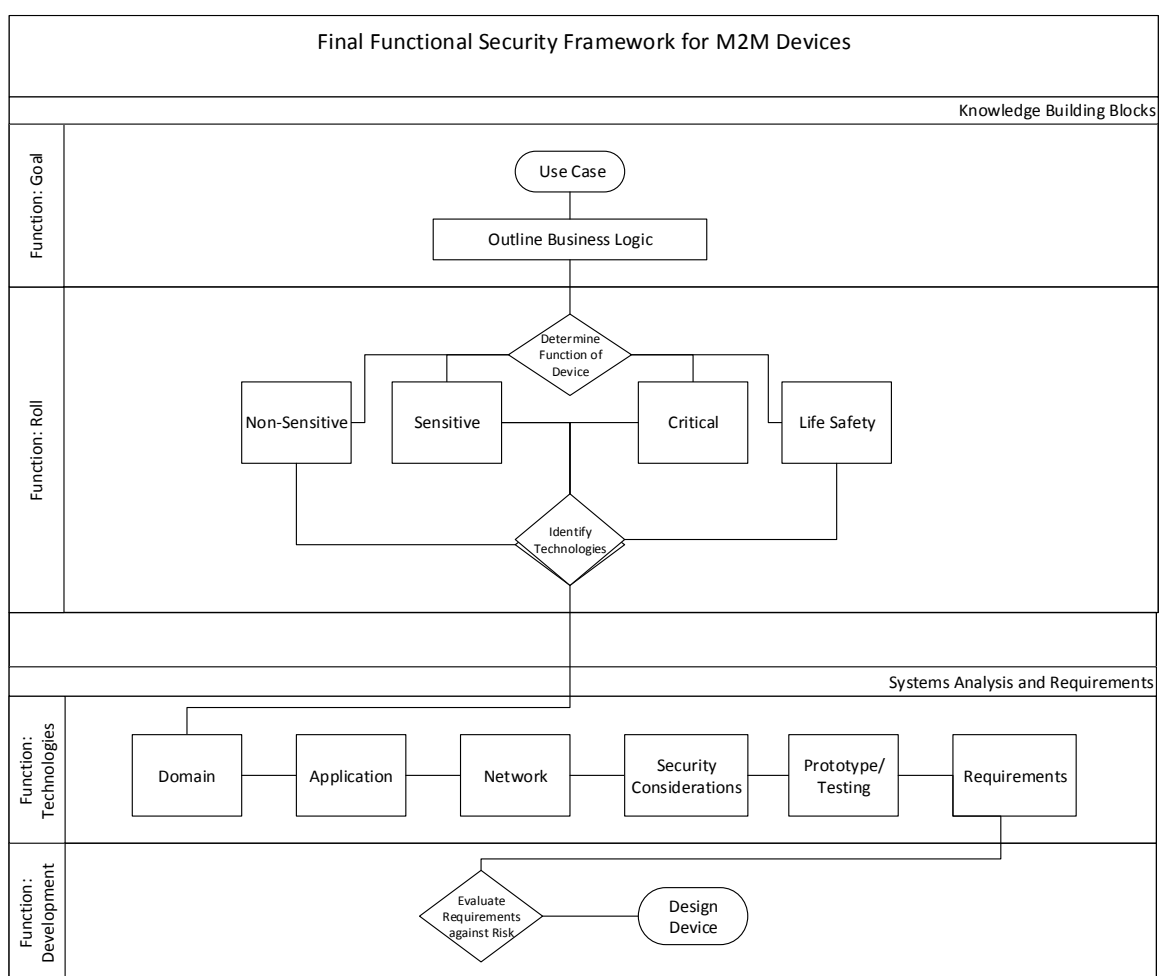 Final Functional Security Framework for M2M Devices
Knowledge Building Blocks
Function: Goal
Use Case
Outline Business Logic
Function: Roll
Determine
Function of
Device
Non-Sensitive
Sensitive
Critical
Life Safety
Identify
Technologies
Systems Analysis and Requirements
Function:
Technologies
Domain
Application
Network
Security
Considerations
Prototype/
Testing
Requirements
Function:
Development
Evaluate
Requirements
against Risk
Design
Device